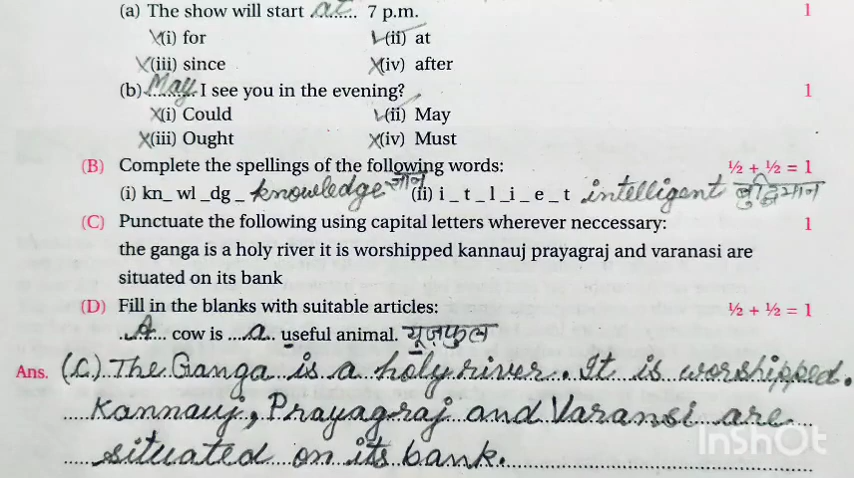 (a) The show will start ..at...... 7 p.m. 1
(i) for (ii) at
(iii) since (iv) after
(b) ..May.... I see you in the evening? 1
(i) Could (ii) May
(iii) Ought (iv) Must
(B) Complete the spellings of the following words: ½ + ½ = 1
(i) kn_ wl _dg _ knowledge (ii) i _ t _ l _ i _ e _ t intelligent बुद्धिमान
(C) Punctuate the following using capital letters wherever neccessary: 1
the ganga is a holy river it is worshipped kannauj prayagraj and varanasi are
situated on its bank
(D) Fill in the blanks with suitable articles: ½ + ½ = 1
..A... cow is ....a.. useful animal. यूजफुल
Ans. (C) The Ganga is a holy river. It is worshipped.
Kannauj, Prayagraj and Varansi are
situated on its bank.
InShOt